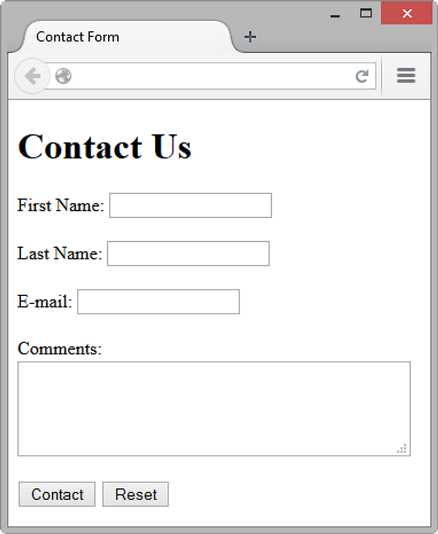 Contact Form
Contact Us
First Name:
Last Name:
E-mail:
Comments:
Contact Reset